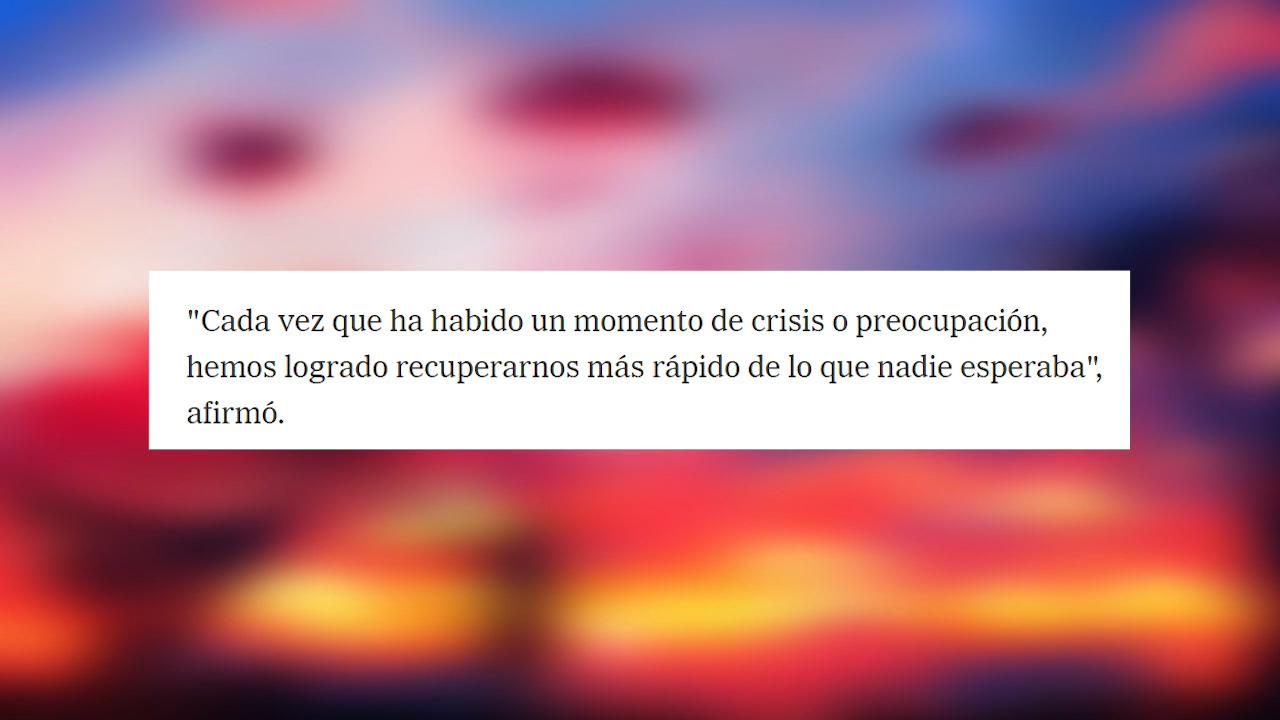 "Cada vez que ha habido un momento de crisis o preocupación,
hemos logrado recuperarnos más rápido de lo que nadie esperaba",
afirmó.